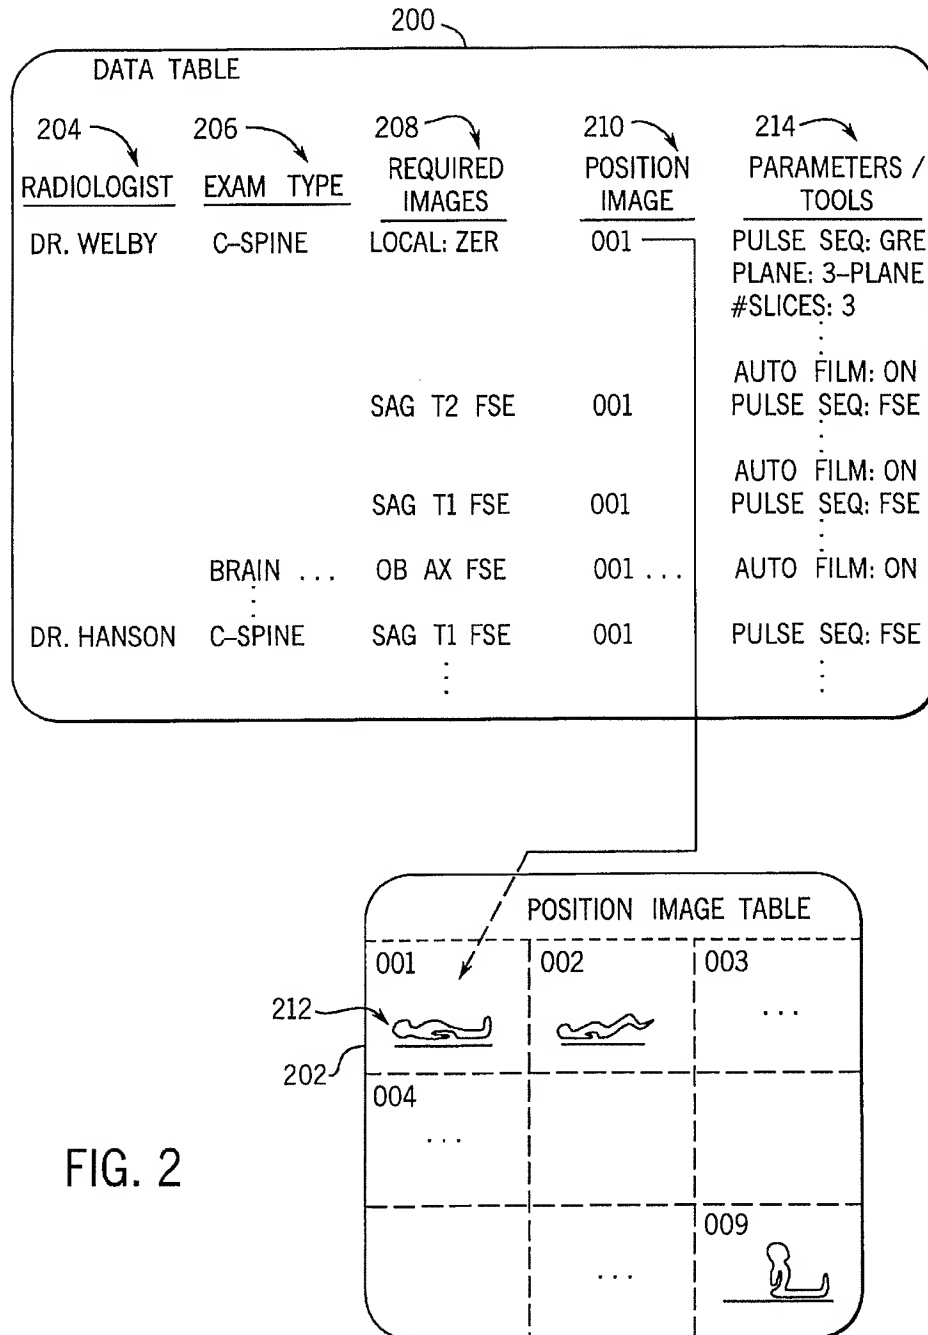 200
DATA TABLE
204 206 208 210 214
RADIOLOGIST EXAM TYPE REQUIRED IMAGES POSITION IMAGE PARAMETERS / TOOLS
DR. WELBY C-SPINE LOCAL: ZER 001 PULSE SEQ: GRE
PLANE: 3-PLANE
#SLICES: 3
AUTO FILM: ON
SAG T2 FSE 001 PULSE SEQ: FSE
AUTO FILM: ON
SAG T1 FSE 001 PULSE SEQ: FSE
BRAIN ... OB AX FSE 001 ... AUTO FILM: ON
DR. HANSON C-SPINE SAG T1 FSE 001 PULSE SEQ: FSE
POSITION IMAGE TABLE
001 002 003
...
212
202
004
...
FIG. 2
009
...